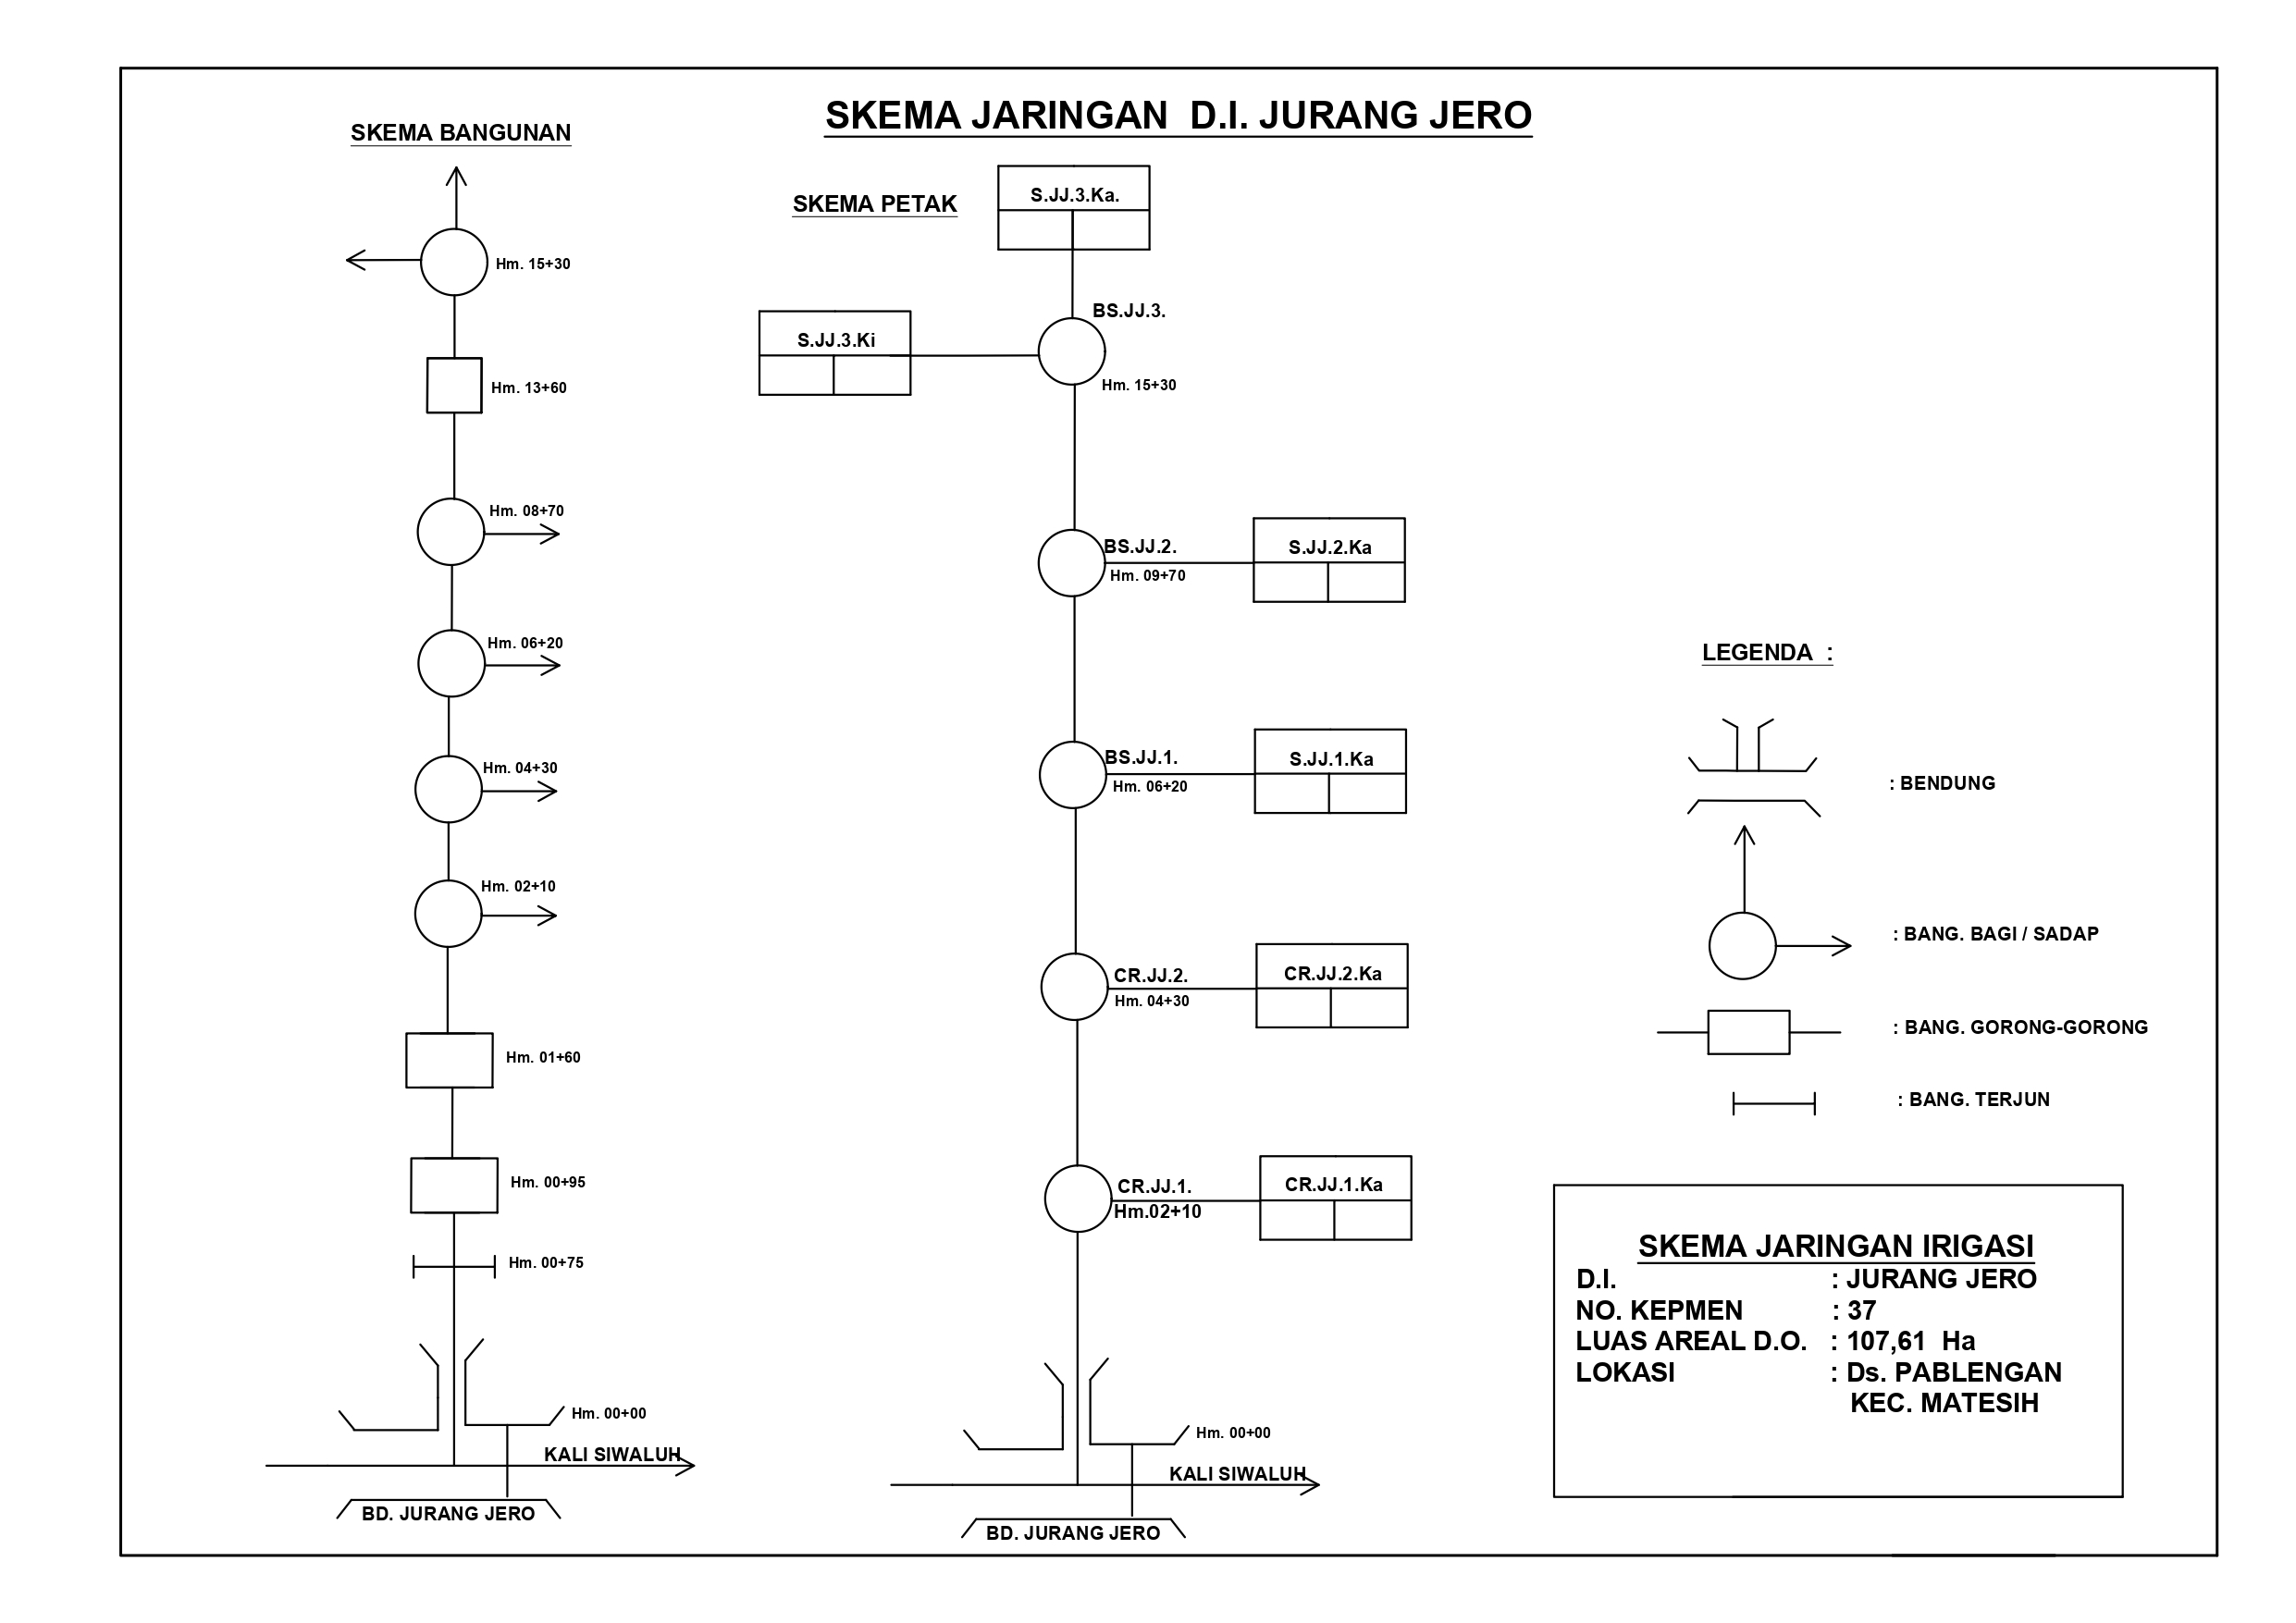 SKEMA JARINGAN  D.I. JURANG JERO
SKEMA BANGUNAN
Hm. 15+30
Hm. 13+60
Hm. 08+70
Hm. 06+20
Hm. 04+30
Hm. 02+10
Hm. 01+60
Hm. 00+95
Hm. 00+75
Hm. 00+00
KALI SIWALUH
BD. JURANG JERO
SKEMA PETAK
S.JJ.3.Ka.
BS.JJ.3.
S.JJ.3.Ki
Hm. 15+30
BS.JJ.2.
S.JJ.2.Ka
Hm. 09+70
BS.JJ.1.
S.JJ.1.Ka
Hm. 06+20
CR.JJ.2.
CR.JJ.2.Ka
Hm. 04+30
CR.JJ.1.
CR.JJ.1.Ka
Hm.02+10
Hm. 00+00
KALI SIWALUH
BD. JURANG JERO
LEGENDA  :
: BENDUNG
: BANG. BAGI / SADAP
: BANG. GORONG-GORONG
: BANG. TERJUN
SKEMA JARINGAN IRIGASI
D.I. : JURANG JERO
NO. KEPMEN : 37
LUAS AREAL D.O. : 107,61  Ha
LOKASI : Ds. PABLENGAN
KEC. MATESIH